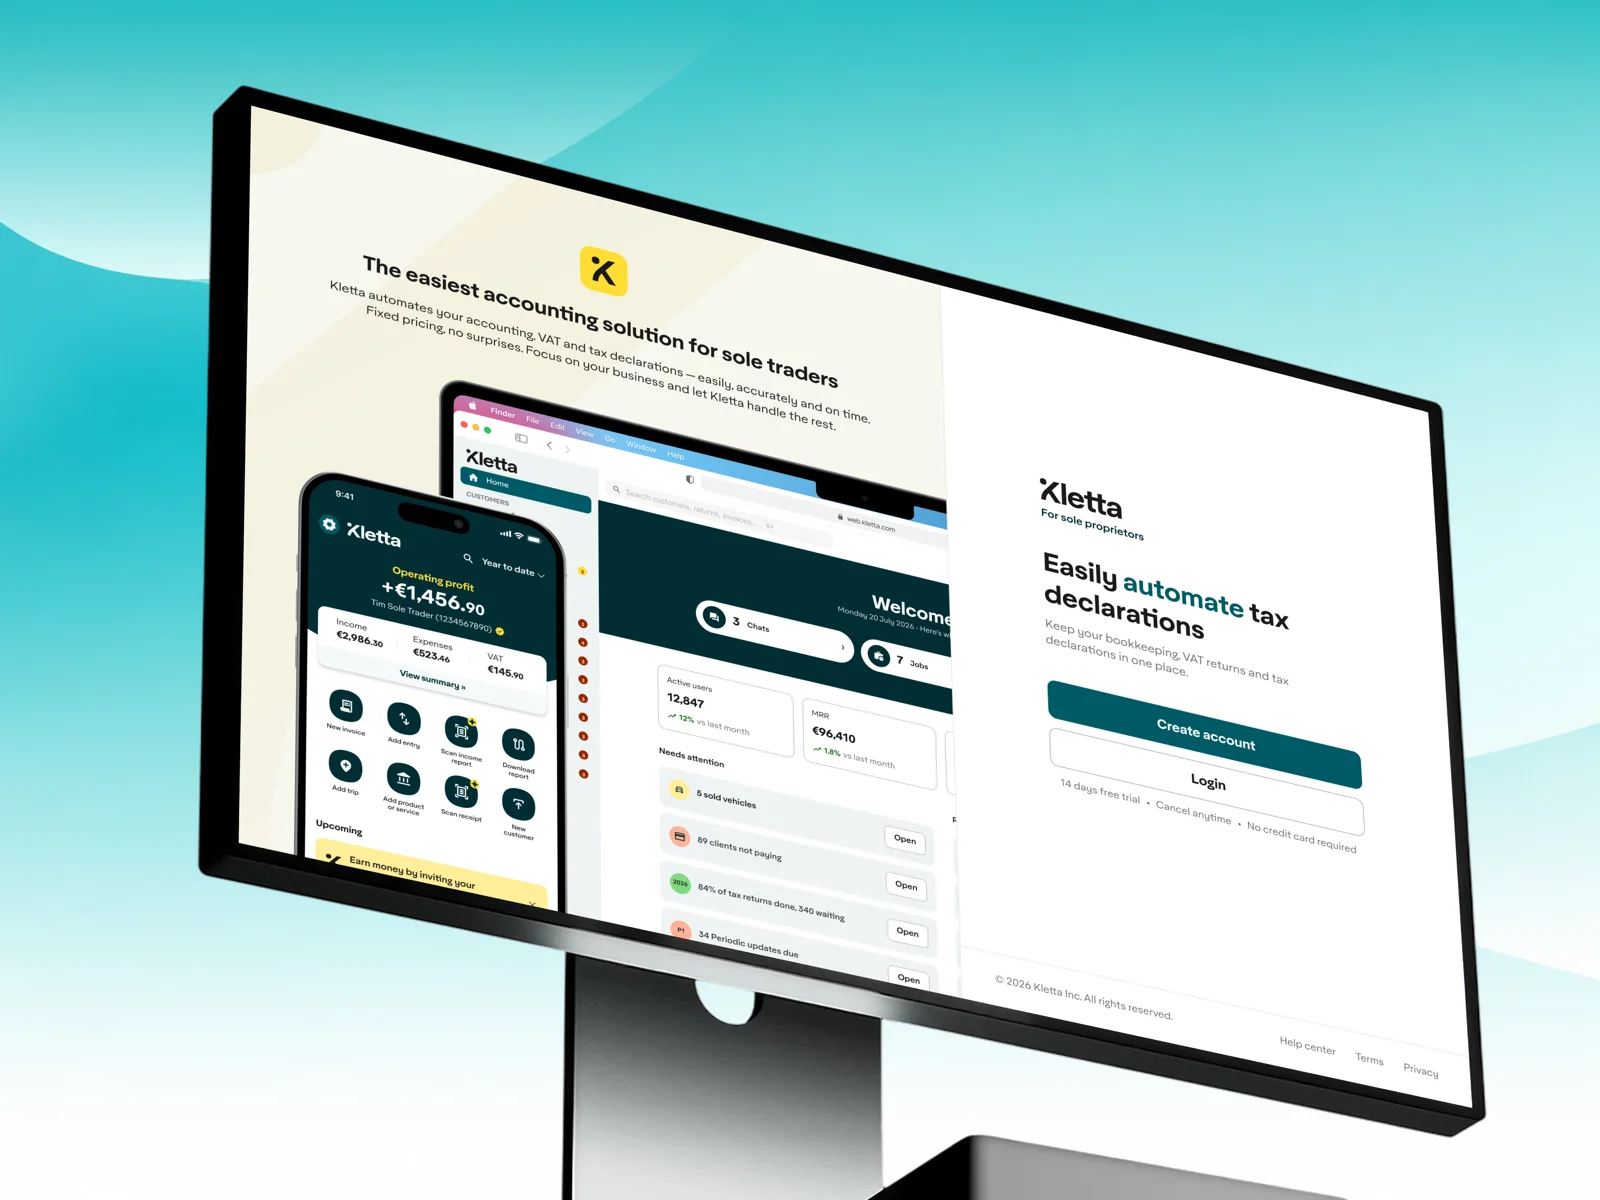 The easiest accounting solution for sole traders
Kletta automates your accounting, VAT and tax declarations — easily, accurately and on time.
Fixed pricing, no surprises. Focus on your business and let Kletta handle the rest.
Finder File Edit View Go Window Help
Kletta
Home
CUSTOMERS
Search customers, returns, invoices... ⌘K
web.kletta.com
Welcome
Monday 20 July 2026 · Here's w
3 Chats
7 Jobs
Active users
12,847
12% vs last month
MRR
€96,410
1.8% vs last month
Needs attention
5 sold vehicles
Open
89 clients not paying
Open
2026
84% of tax returns done, 340 waiting
Open
P1
34 Periodic updates due
Open
9:41
Kletta
Year to date
Operating profit
+€1,456.90
Tim Sole Trader (1234567890)
Income
€2,986.30
Expenses
€523.46
VAT
€145.90
View summary »
New invoice
Add entry
Scan income
report
Download
report
Add trip
Add product
or service
Scan receipt
New
customer
Upcoming
Earn money by inviting your
Kletta
For sole proprietors
Easily automate tax
declarations
Keep your bookkeeping, VAT returns and tax
declarations in one place.
Create account
Login
14 days free trial • Cancel anytime • No credit card required
© 2026 Kletta Inc. All rights reserved.
Help center
Terms
Privacy